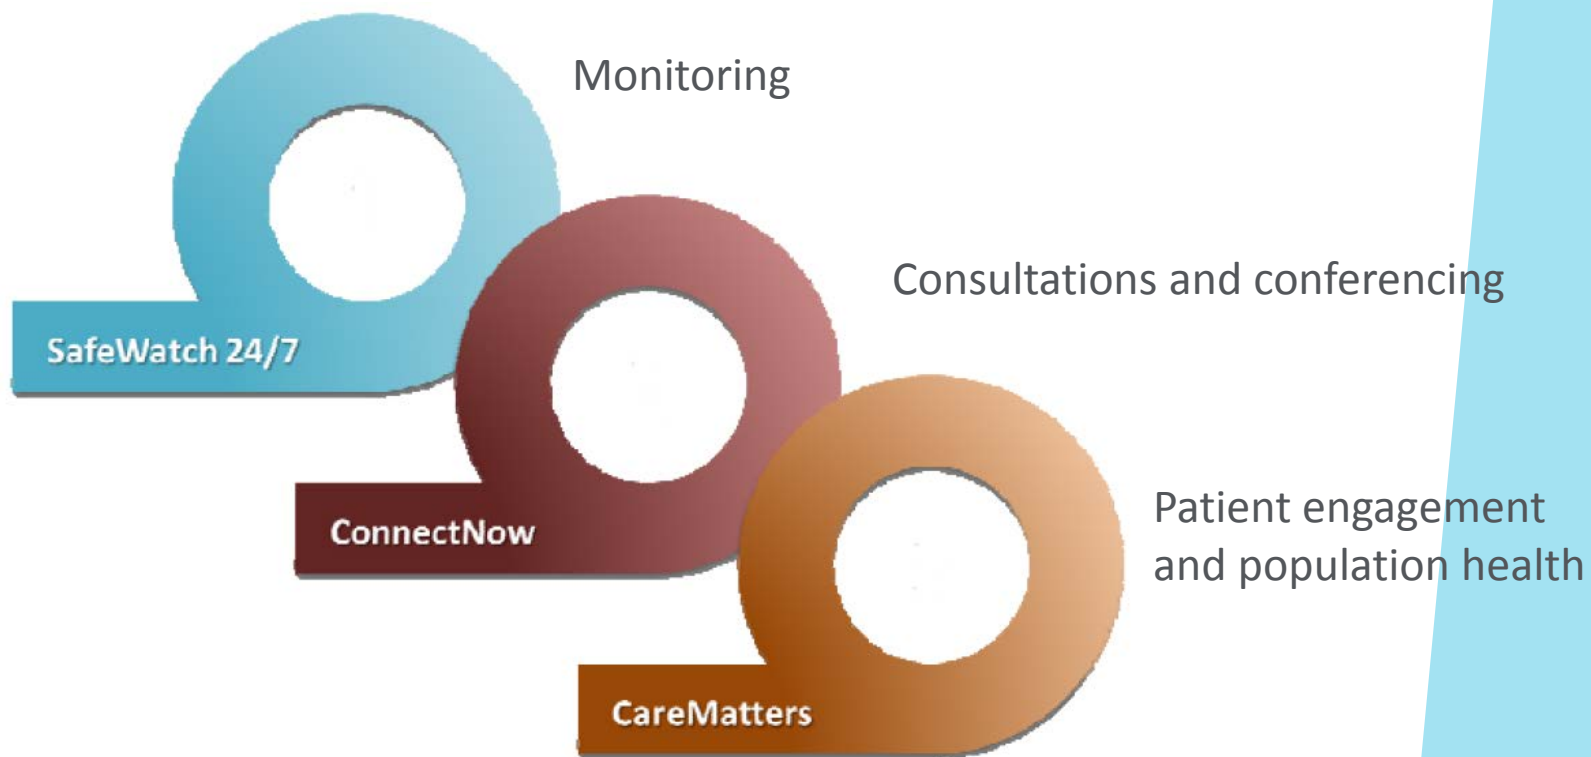 Monitoring
SafeWatch 24/7
Consultations and conferencing
ConnectNow
Patient engagement
and population health
CareMatters